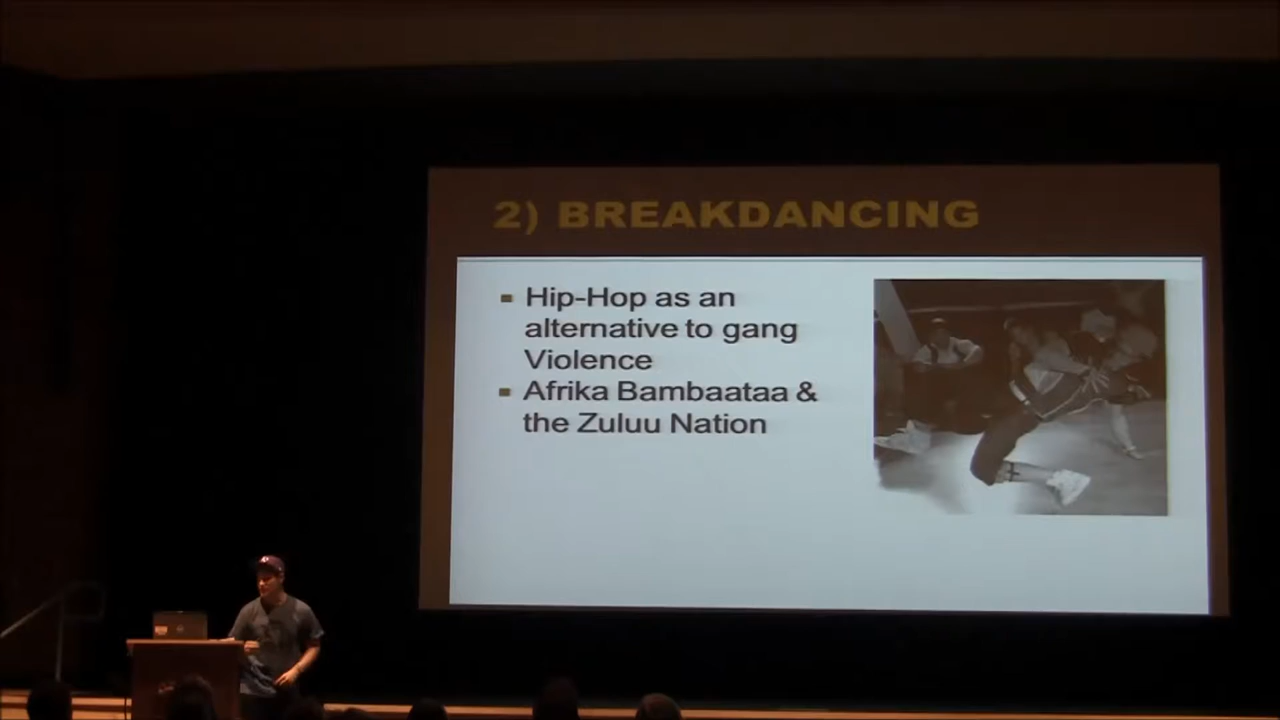 2) BREAKDANCING
Hip-Hop as an
alternative to gang
Violence
Afrika Bambaataa &
the Zuluu Nation